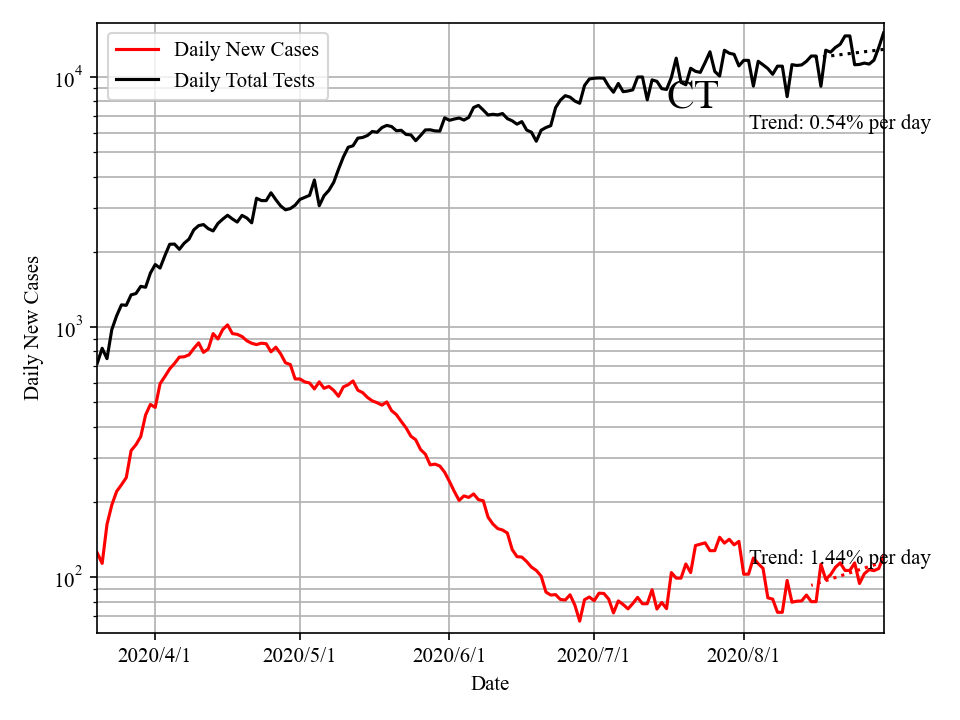 Daily New Cases
Daily Total Tests
10^4
CT
Trend: 0.54% per day
10^3
Daily New Cases
Trend: 1.44% per day
10^2
2020/4/1 2020/5/1 2020/6/1 2020/7/1 2020/8/1
Date